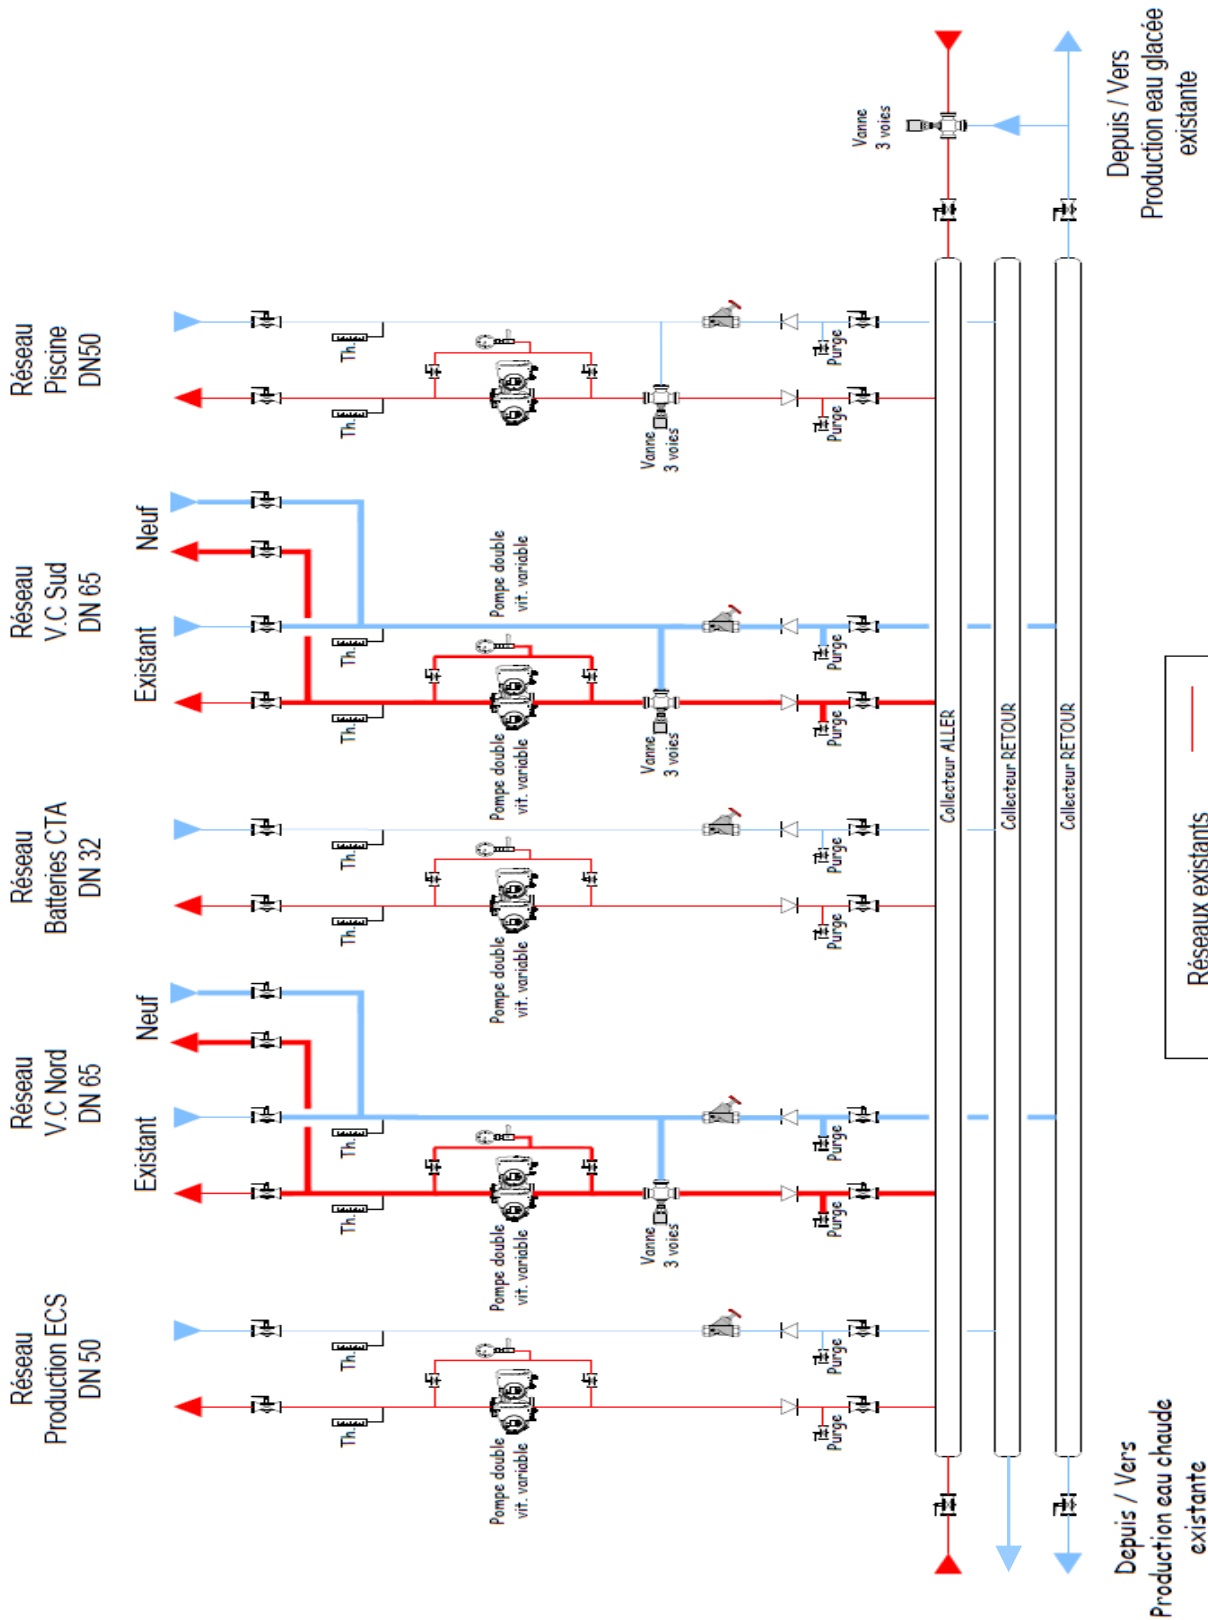 Réseau
Production ECS
DN 50
Réseau
V.C Nord
DN 65
Réseau
Batteries CTA
DN 32
Réseau
V.C Sud
DN 65
Réseau
Piscine
DN50
Existant
Neuf
Existant
Neuf
Th.
Th.
Th.
Th.
Th.
Th.
Th.
Th.
Th.
Th.
Pompe double
vit. variable
Pompe double
vit. variable
Pompe double
vit. variable
Pompe double
vit. variable
Pompe double
vit. variable
Vanne
3 voies
Vanne
3 voies
Vanne
3 voies
Purge
Purge
Purge
Purge
Purge
Purge
Purge
Purge
Purge
Purge
Vanne
3 voies
Collecteur ALLER
Collecteur RETOUR
Collecteur RETOUR
Depuis / Vers
Production eau chaude
existante
Depuis / Vers
Production eau glacée
existante
Réseaux existants